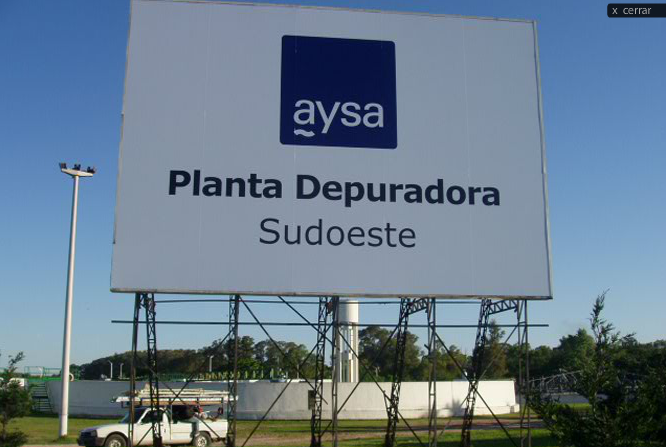 x cerrar
aysa
Planta Depuradora
Sudoeste